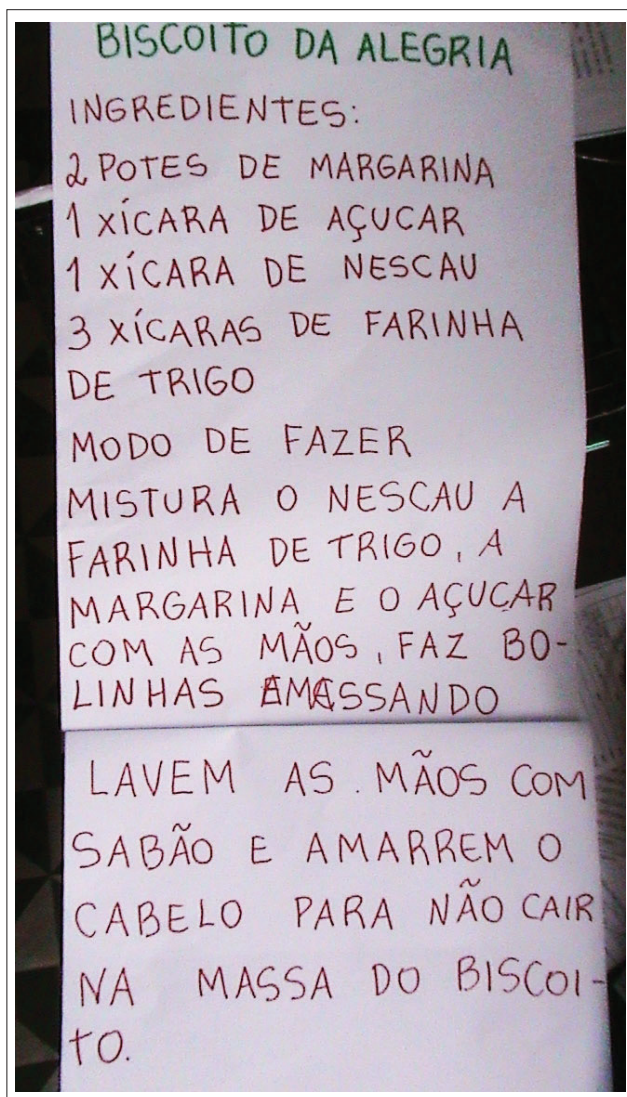 BISCOITO DA ALEGRIA
INGREDIENTES:
2 POTES DE MARGARINA
1 XÍCARA DE AÇUCAR
1 XÍCARA DE NESCAU
3 XÍCARAS DE FARINHA
DE TRIGO
MODO DE FAZER
MISTURA O NESCAU A
FARINHA DE TRIGO, A
MARGARINA E O AÇUCAR
COM AS MÃOS, FAZ BO-
LINHAS AMASSANDO
LAVEM AS MÃOS COM
SABÃO E AMARREM O
CABELO PARA NÃO CAIR
NA MASSA DO BISCOI-
TO.